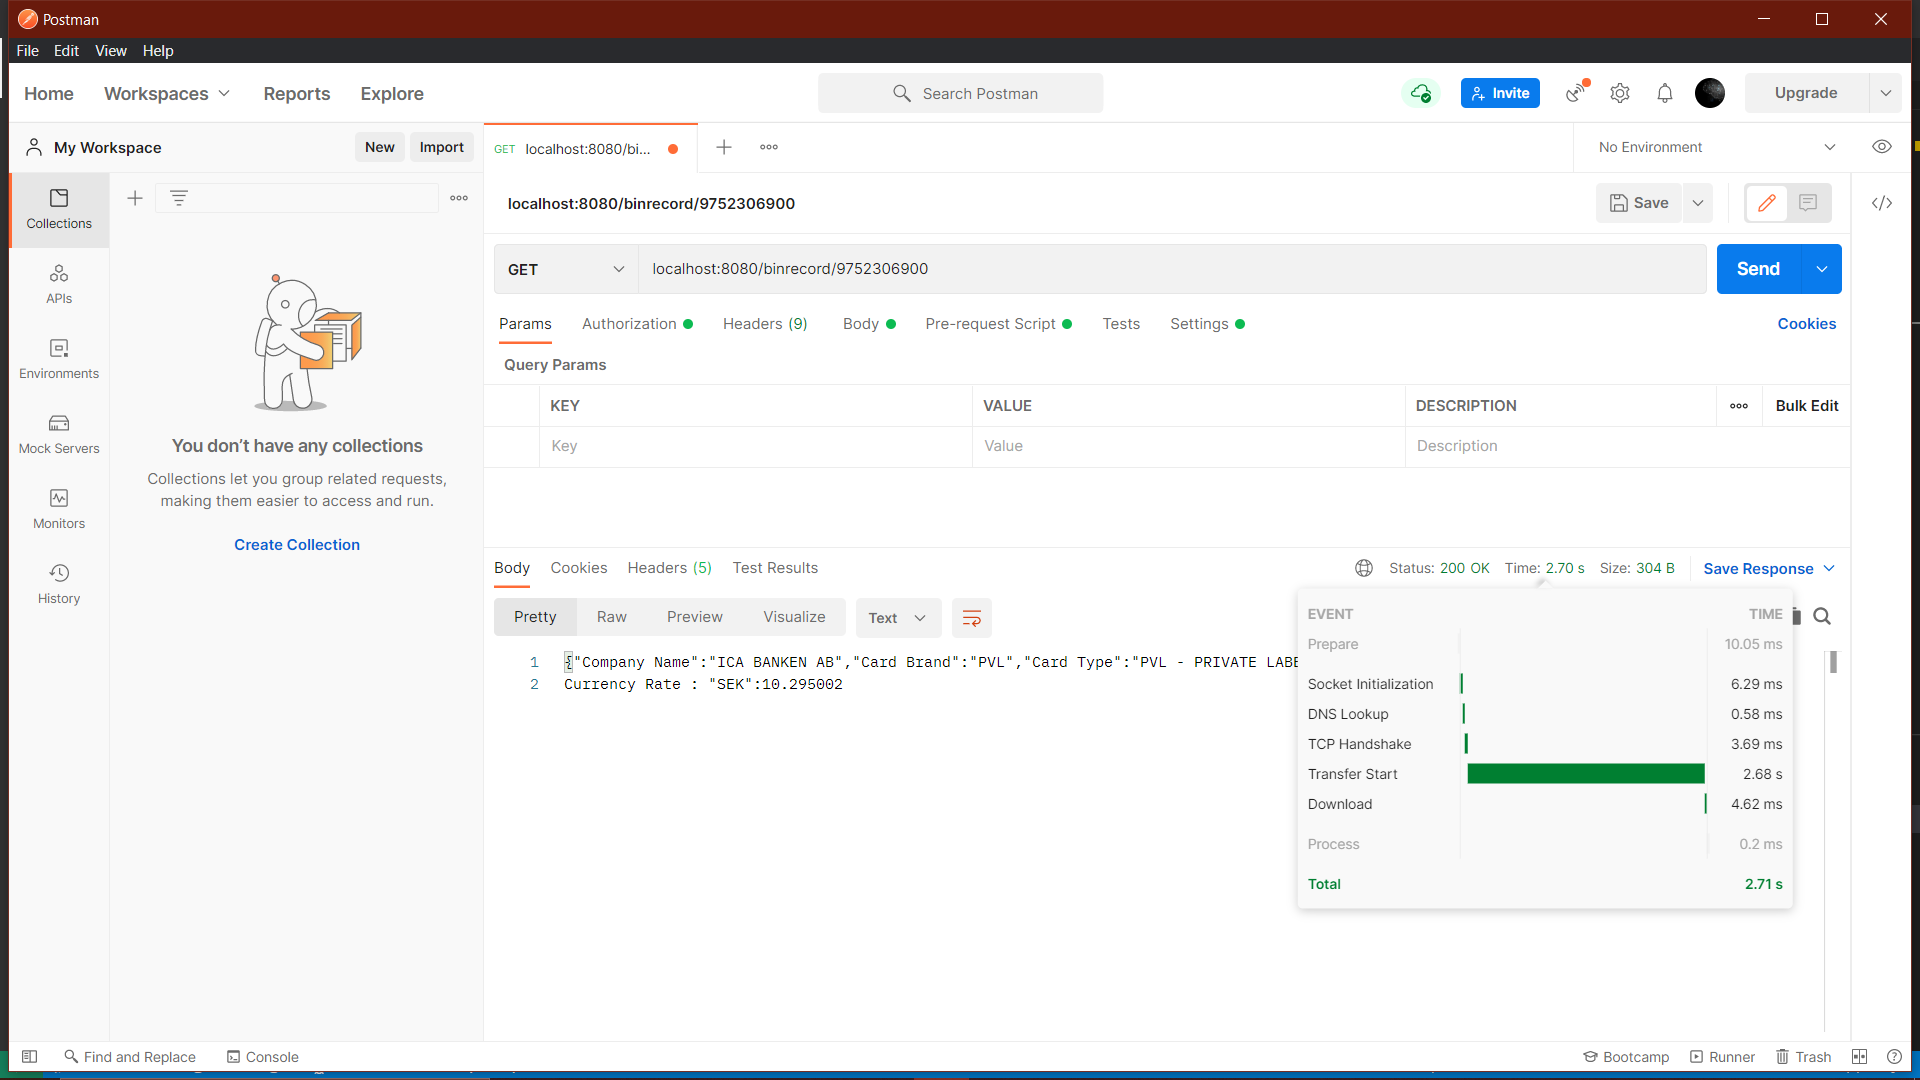 Postman
File Edit View Help
Home Workspaces Reports Explore
Search Postman
Invite
Upgrade
My Workspace
New Import
GET localhost:8080/bi...
No Environment
Collections
APIs
Environments
Mock Servers
Monitors
History
You don’t have any collections
Collections let you group related requests,
making them easier to access and run.
Create Collection
localhost:8080/binrecord/9752306900
Save
GET localhost:8080/binrecord/9752306900
Send
Params Authorization Headers (9) Body Pre-request Script Tests Settings
Cookies
Query Params
KEY VALUE DESCRIPTION
Bulk Edit
Key Value Description
Body Cookies Headers (5) Test Results
Status: 200 OK Time: 2.70 s Size: 304 B
Save Response
Pretty Raw Preview Visualize
Text
1 {"Company Name":"ICA BANKEN AB","Card Brand":"PVL","Card Type":"PVL - PRIVATE LABE
2 Currency Rate : "SEK":10.295002
EVENT TIME
Prepare 10.05 ms
Socket Initialization 6.29 ms
DNS Lookup 0.58 ms
TCP Handshake 3.69 ms
Transfer Start 2.68 s
Download 4.62 ms
Process 0.2 ms
Total 2.71 s
Find and Replace Console
Bootcamp Runner Trash